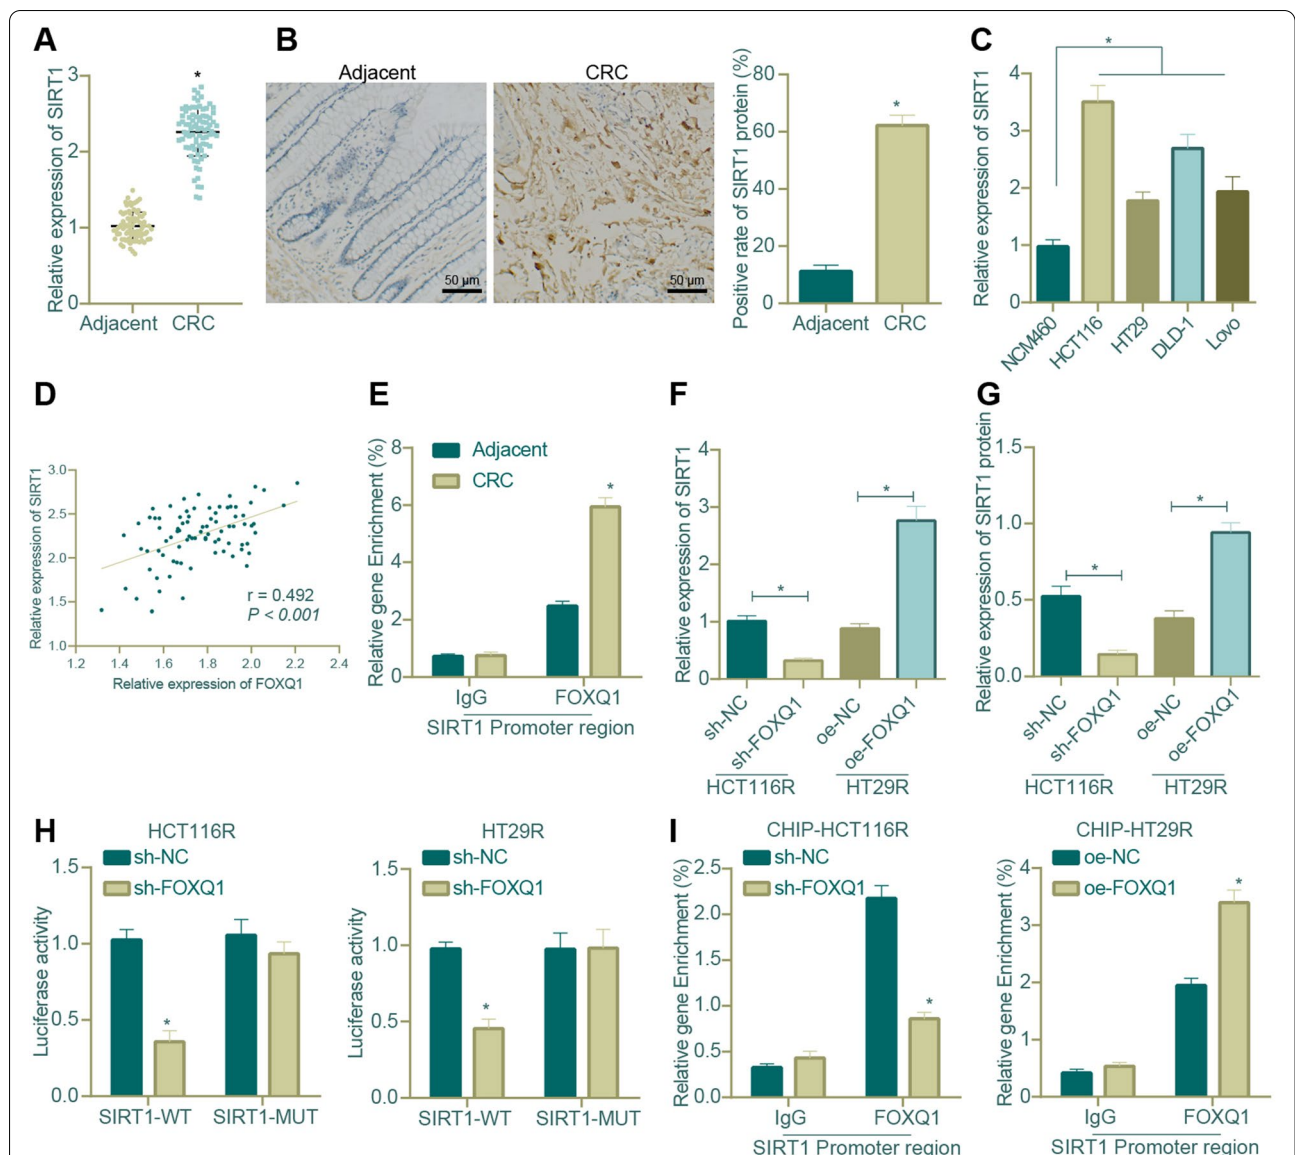 A
Relative expression of SIRT1
3
2
1
0
*
Adjacent CRC
B
Adjacent CRC
50 µm
50 µm
Positive rate of SIRT1 protein (%)
80
60
40
20
0
*
Adjacent CRC
C
Relative expression of SIRT1
4
3
2
1
0
*
NCM460 HCT116 HT29 DLD-1 Lovo
D
Relative expression of SIRT1
3.0
2.5
2.0
1.5
1.0
r = 0.492
P < 0.001
1.2 1.4 1.6 1.8 2.0 2.2 2.4
Relative expression of FOXQ1
E
Relative gene Enrichment (%)
8
6
4
2
0
Adjacent
CRC
*
IgG FOXQ1
SIRT1 Promoter region
F
Relative expression of SIRT1
4
3
2
1
0
*
*
sh-NC sh-FOXQ1 oe-NC oe-FOXQ1
HCT116R HT29R
G
Relative expression of SIRT1 protein
1.5
1.0
0.5
0.0
*
*
sh-NC sh-FOXQ1 oe-NC oe-FOXQ1
HCT116R HT29R
H
HCT116R
sh-NC
sh-FOXQ1
Luciferase activity
1.5
1.0
0.5
0.0
*
SIRT1-WT SIRT1-MUT
HT29R
sh-NC
sh-FOXQ1
Luciferase activity
1.5
1.0
0.5
0.0
*
SIRT1-WT SIRT1-MUT
I
CHIP-HCT116R
sh-NC
sh-FOXQ1
Relative gene Enrichment (%)
2.5
2.0
1.5
1.0
0.5
0.0
*
IgG FOXQ1
SIRT1 Promoter region
CHIP-HT29R
oe-NC
oe-FOXQ1
Relative gene Enrichment (%)
4
3
2
1
0
*
IgG FOXQ1
SIRT1 Promoter region